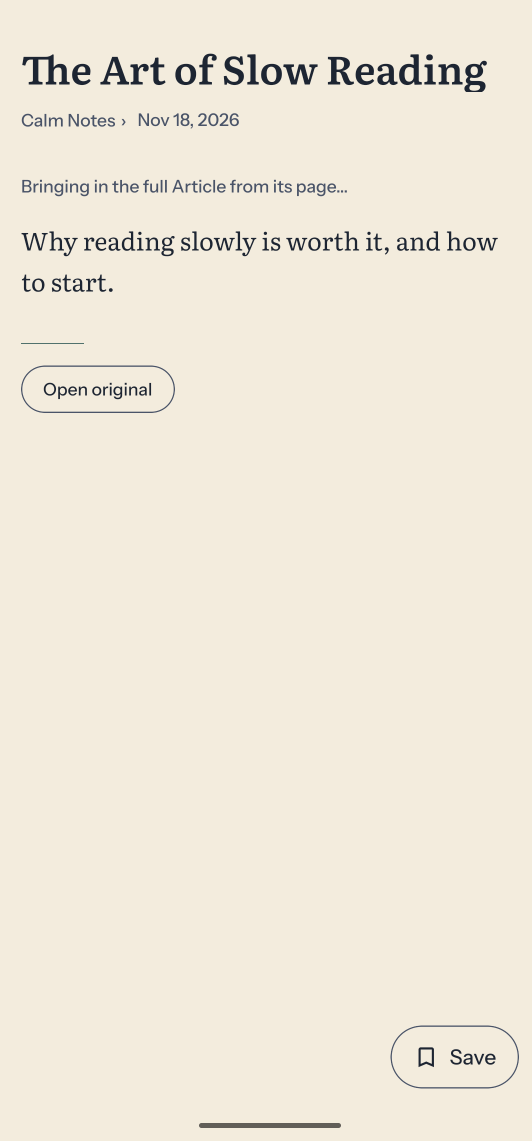 The Art of Slow Reading
Calm Notes › Nov 18, 2026
Bringing in the full Article from its page...
Why reading slowly is worth it, and how
to start.
Open original
Save